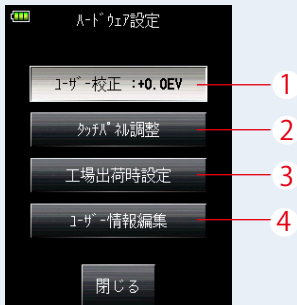 ﾊｰﾄﾞｳｪｱ設定
ﾕｰｻﾞｰ校正 :+0.0EV
1
ﾀｯﾁﾊﾟﾈﾙ調整
2
工場出荷時設定
3
ﾕｰｻﾞｰ情報編集
4
閉じる